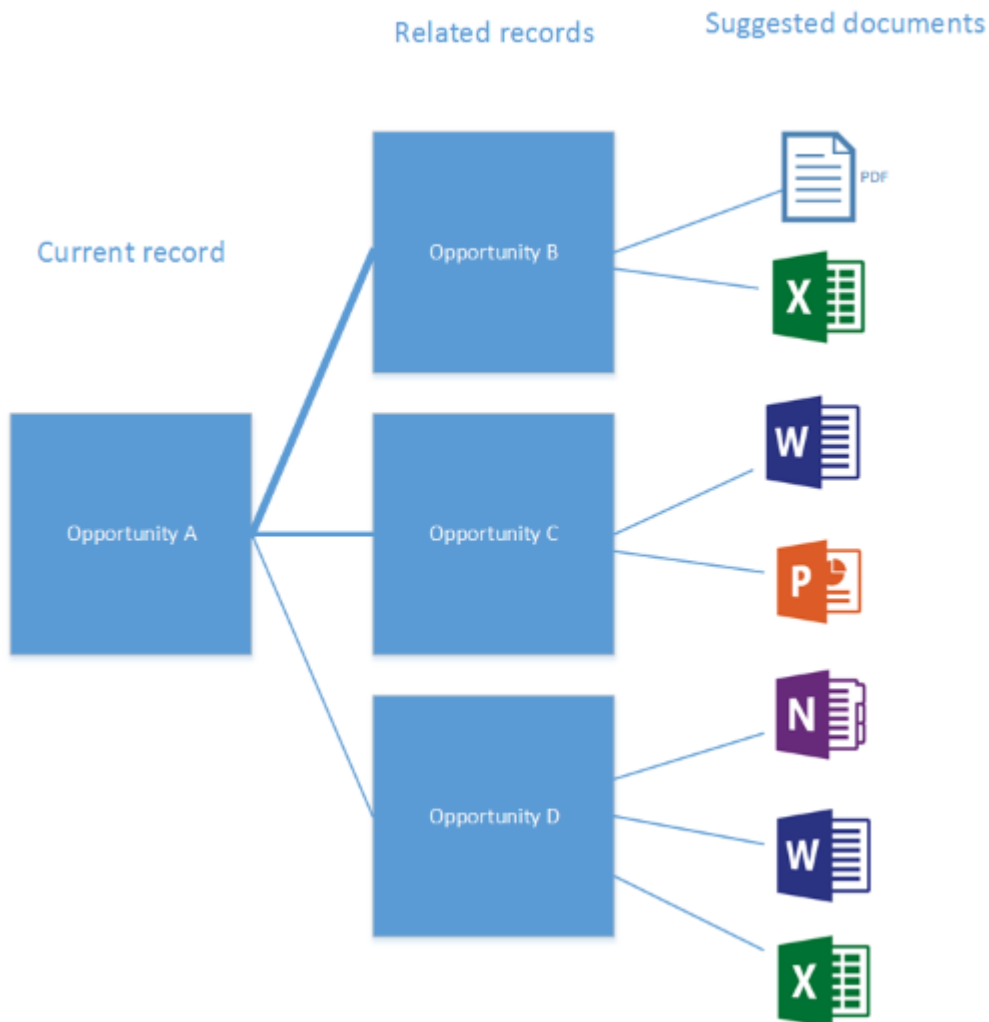 Related records
Suggested documents
Current record
Opportunity A
Opportunity B
Opportunity C
Opportunity D
PDF
X
W
P
N
W
X